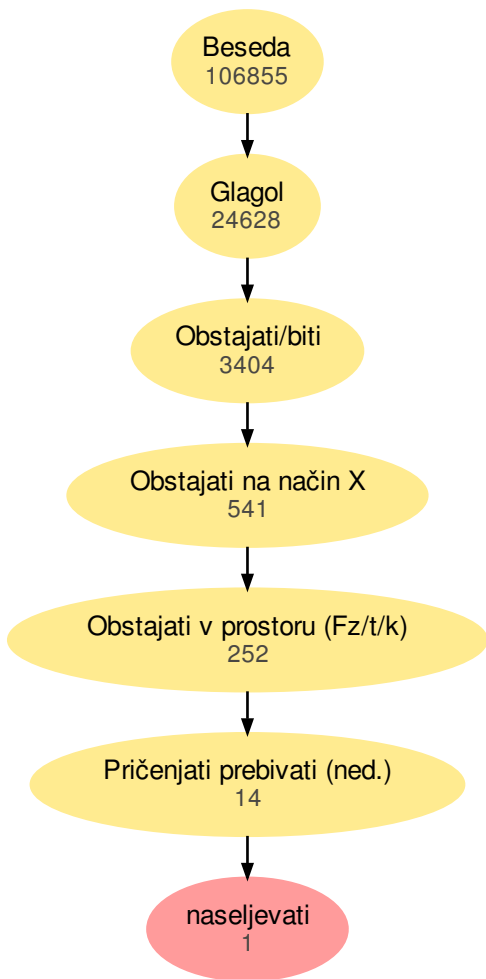 Beseda
106855
Glagol
24628
Obstajati/biti
3404
Obstajati na način X
541
Obstajati v prostoru (Fz/t/k)
252
Pričenjati prebivati (ned.)
14
naseljevati
1